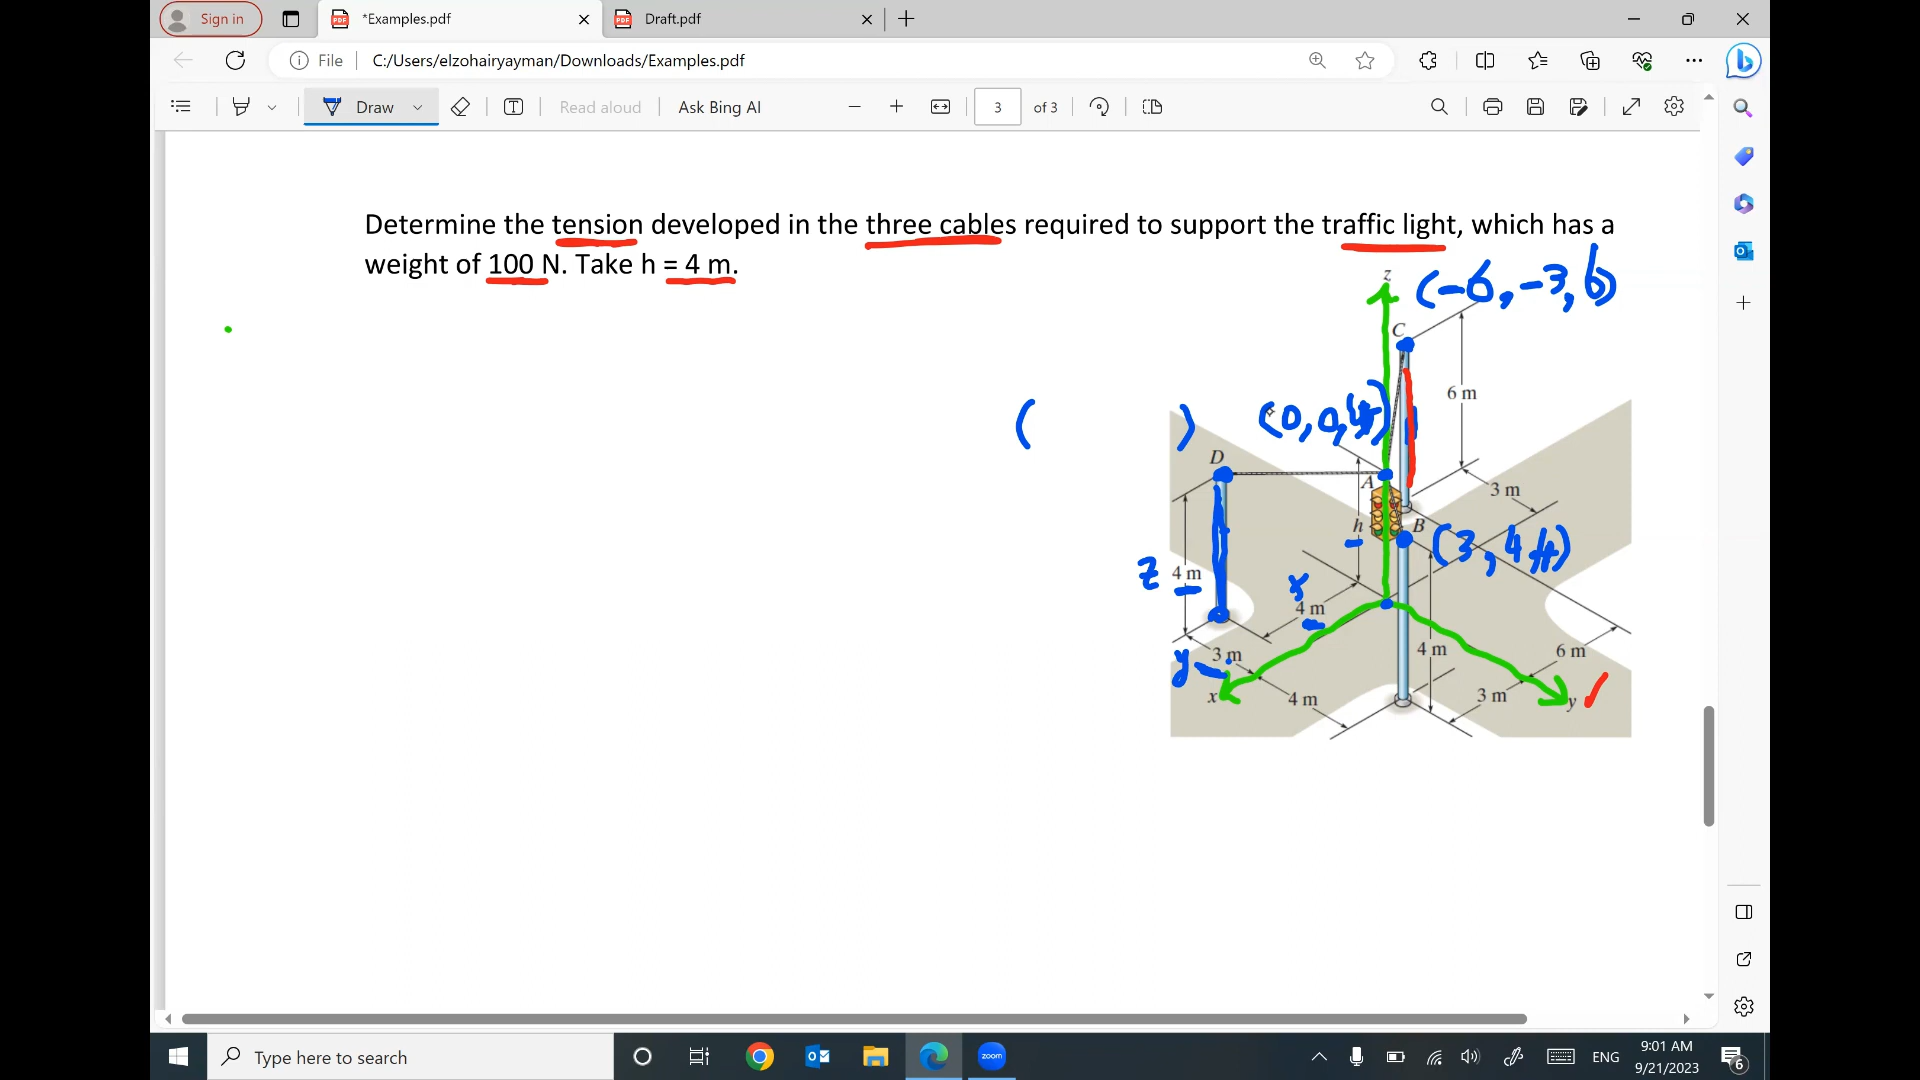 Sign in
*Examples.pdf
Draft.pdf
File
C:/Users/elzohairyayman/Downloads/Examples.pdf
Draw
Read aloud
Ask Bing AI
3
of 3
Determine the tension developed in the three cables required to support the traffic light, which has a
weight of 100 N. Take h = 4 m.
z
(-6, -3, 6)
C
6 m
( )
(0, 0, 4)
D
A
3 m
h
B
(3, 4, 4)
z
4 m
x
4 m
y
3 m
4 m
6 m
x
4 m
3 m
y
Type here to search
zoom
ENG
9:01 AM
9/21/2023
6